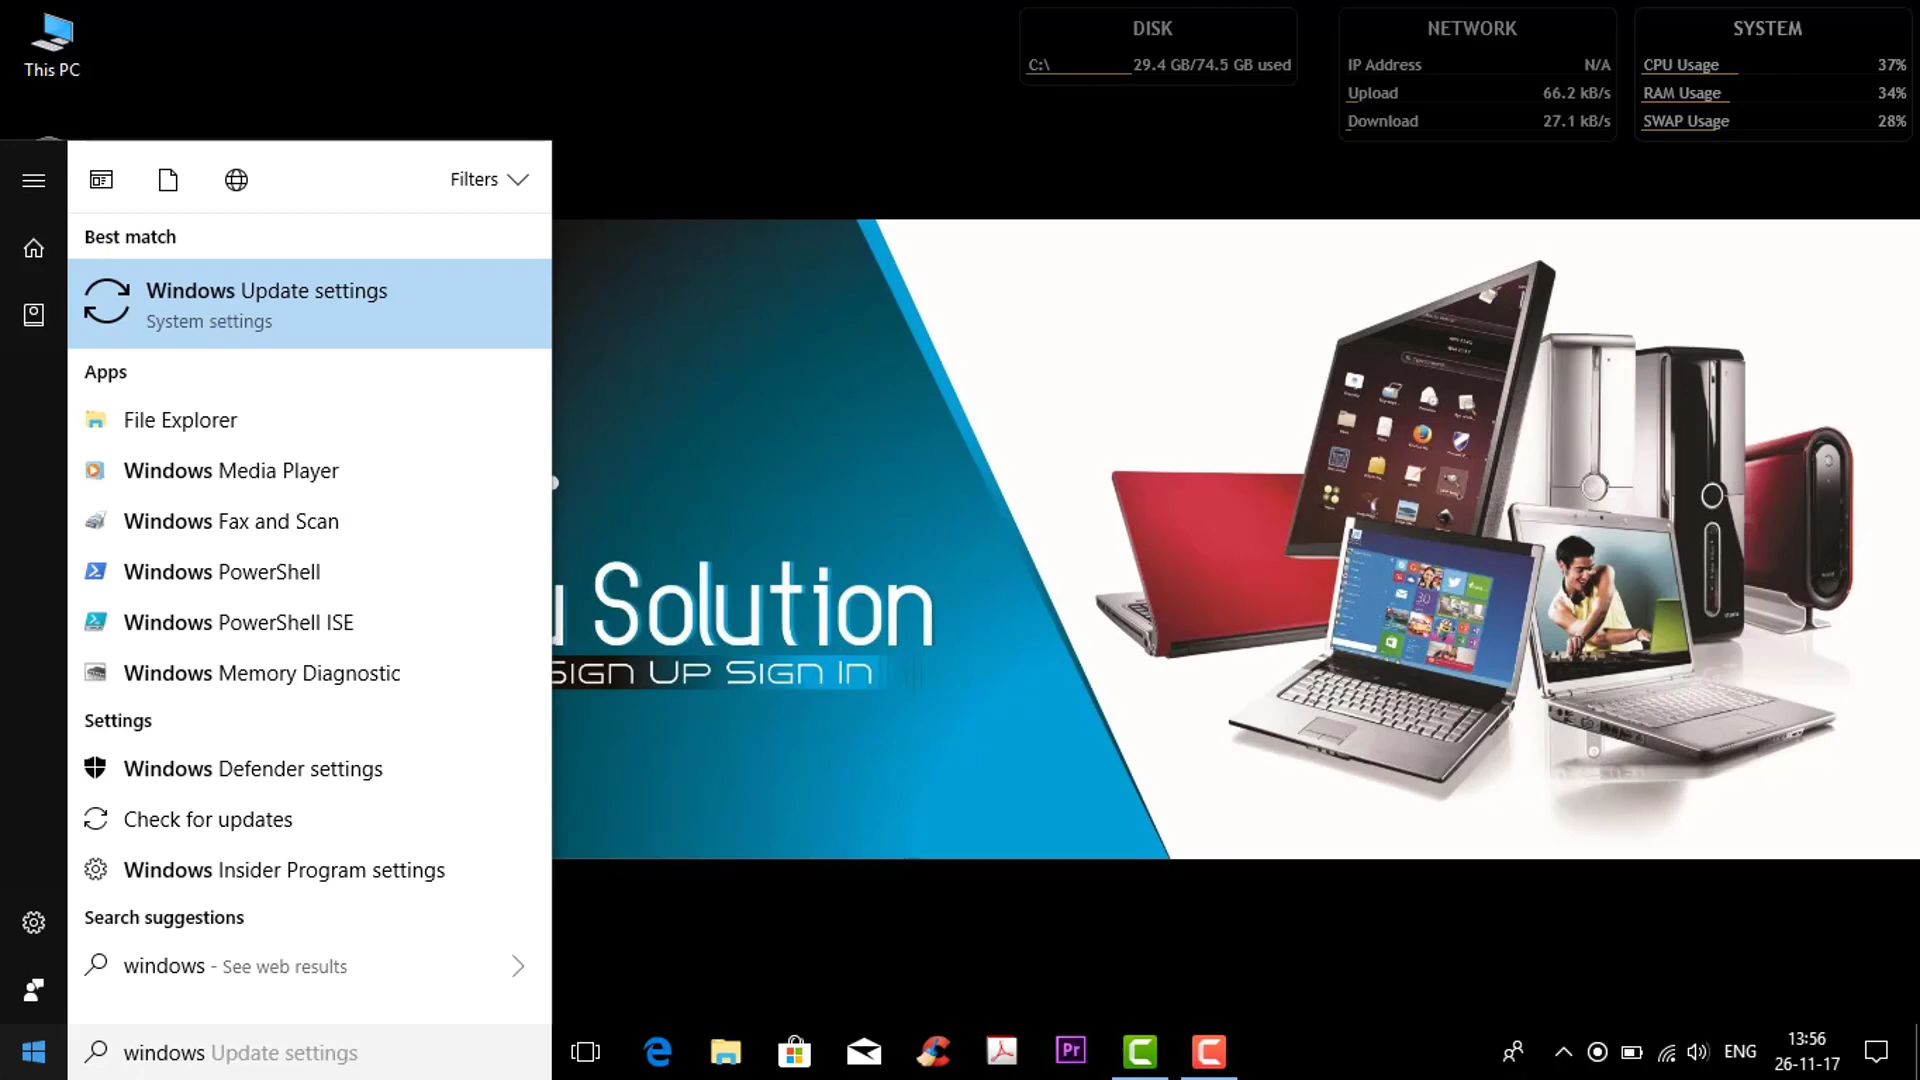 This PC
DISK
C:\ 29.4 GB/74.5 GB used
NETWORK
IP Address N/A
Upload 66.2 kB/s
Download 27.1 kB/s
SYSTEM
CPU Usage 37%
RAM Usage 34%
SWAP Usage 28%
Filters
Best match
Windows Update settings
System settings
Apps
File Explorer
Windows Media Player
Windows Fax and Scan
Windows PowerShell
Windows PowerShell ISE
Windows Memory Diagnostic
Settings
Windows Defender settings
Check for updates
Windows Insider Program settings
Search suggestions
windows - See web results
windows Update settings
Solution
Sign Up Sign In
Pr
ENG
13:56
26-11-17